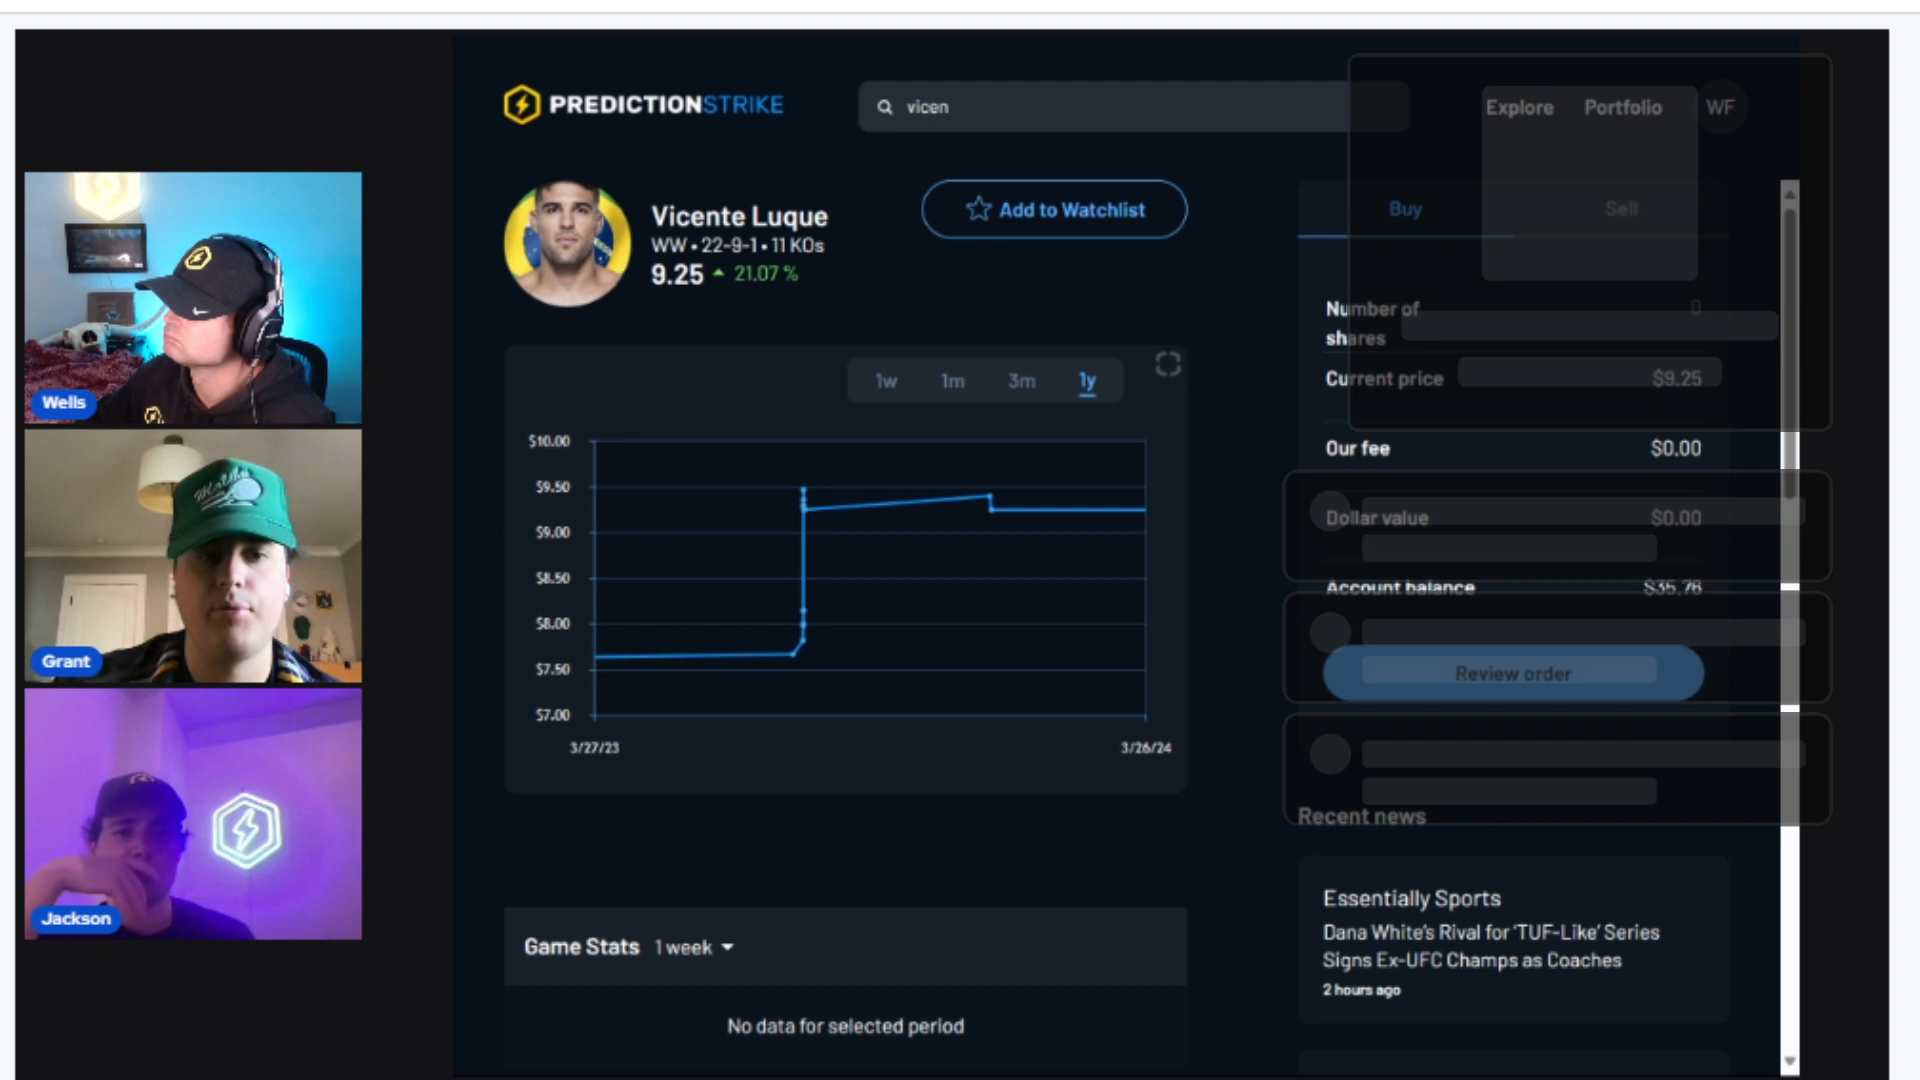 PREDICTIONSTRIKE
vicen
Explore Portfolio WF
Vicente Luque
WW • 22-9-1 • 11 KOs
9.25 21.07 %
Add to Watchlist
Buy Sell
Number of shares 0
Current price $9.25
Our fee $0.00
Dollar value $0.00
Account balance $35.76
Review order
1w 1m 3m 1y
$10.00
$9.50
$9.00
$8.50
$8.00
$7.50
$7.00
3/27/23 3/26/24
Game Stats 1 week
No data for selected period
Recent news
Essentially Sports
Dana White's Rival for 'TUF-Like' Series
Signs Ex-UFC Champs as Coaches
2 hours ago
Wells
Malibu
Grant
Jackson